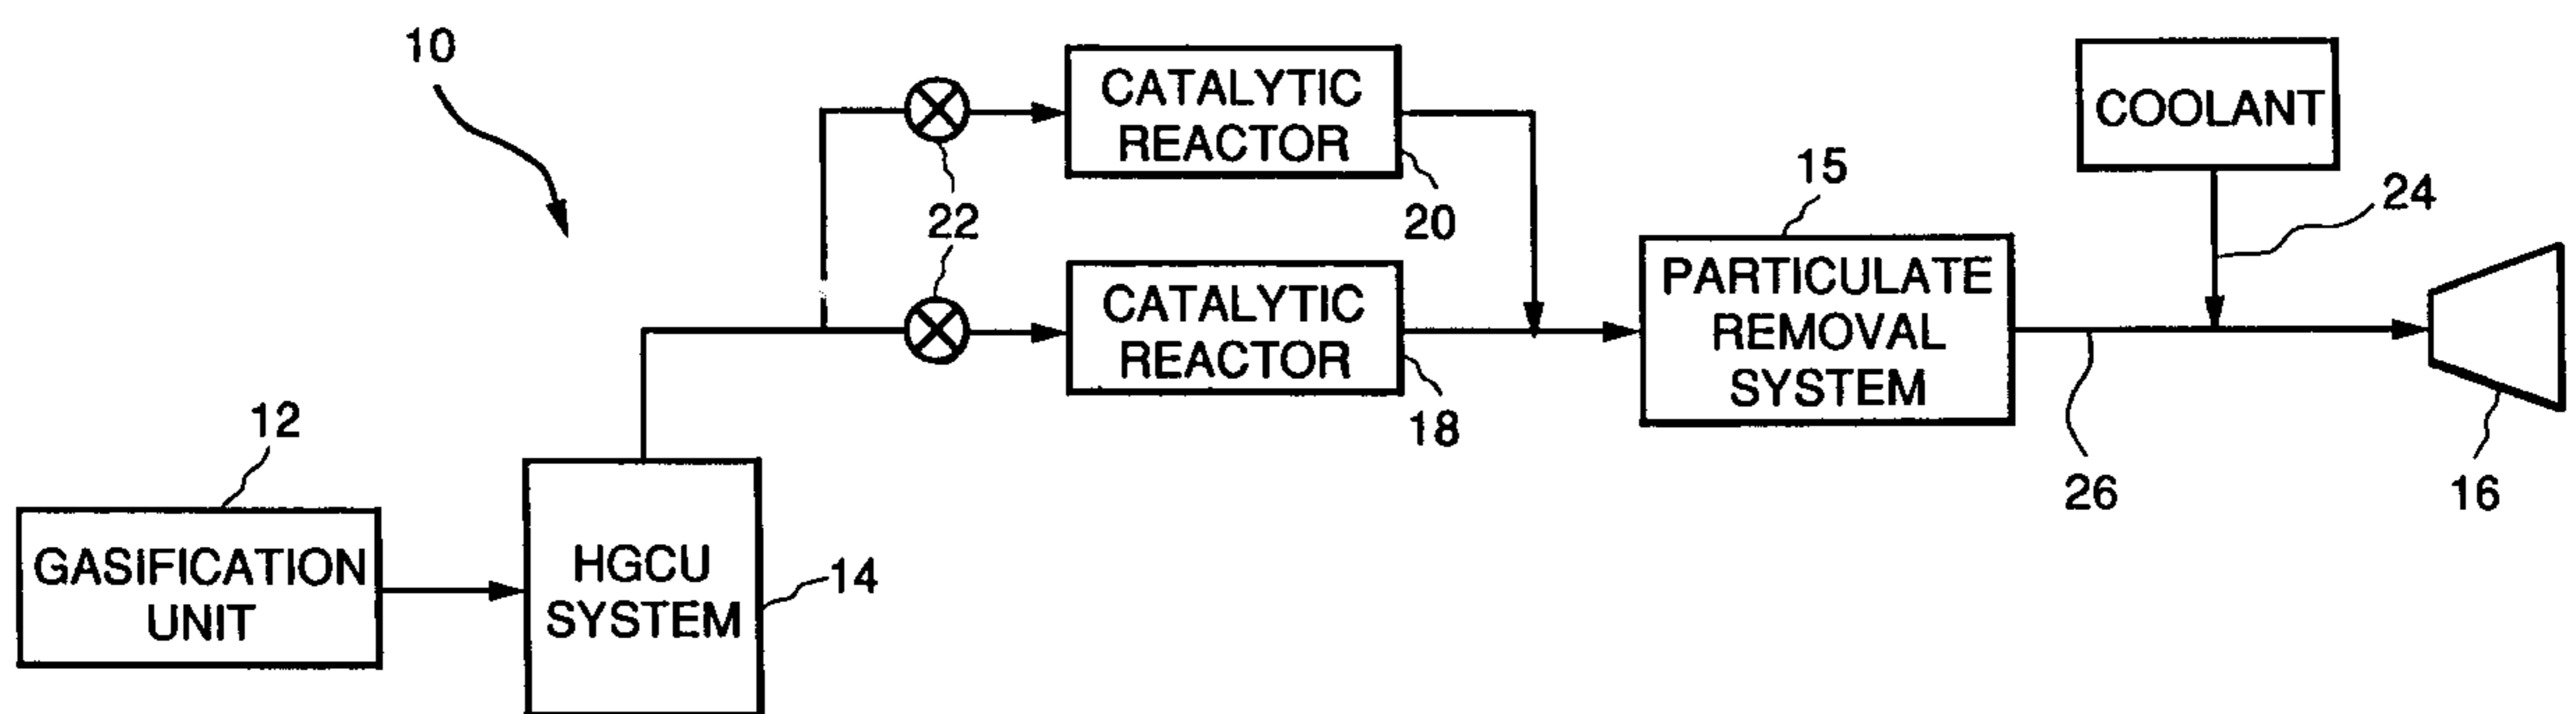 10
CATALYTIC
REACTOR
20
22
CATALYTIC
REACTOR
18
15
PARTICULATE
REMOVAL
SYSTEM
COOLANT
24
26
16
12
GASIFICATION
UNIT
HGCU
SYSTEM
14